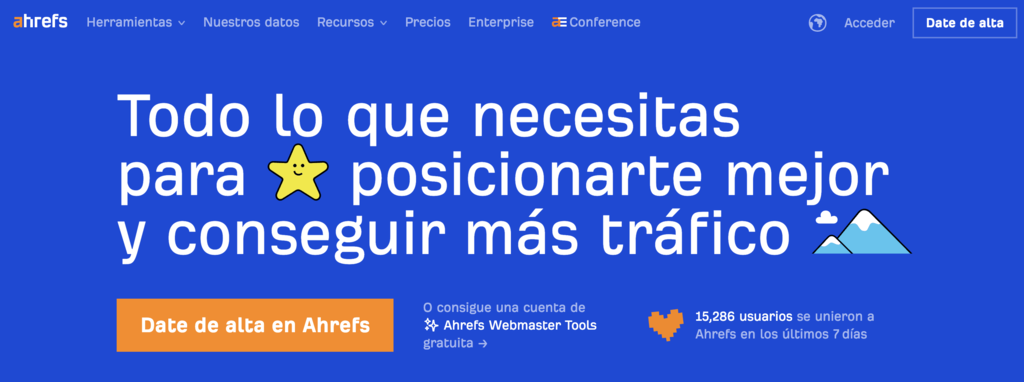 ahrefs Herramientas Nuestros datos Recursos Precios Enterprise Conference Acceder Date de alta
Todo lo que necesitas
para posicionarte mejor
y conseguir más tráfico
Date de alta en Ahrefs
O consigue una cuenta de
Ahrefs Webmaster Tools
gratuita →
15,286 usuarios se unieron a
Ahrefs en los últimos 7 días